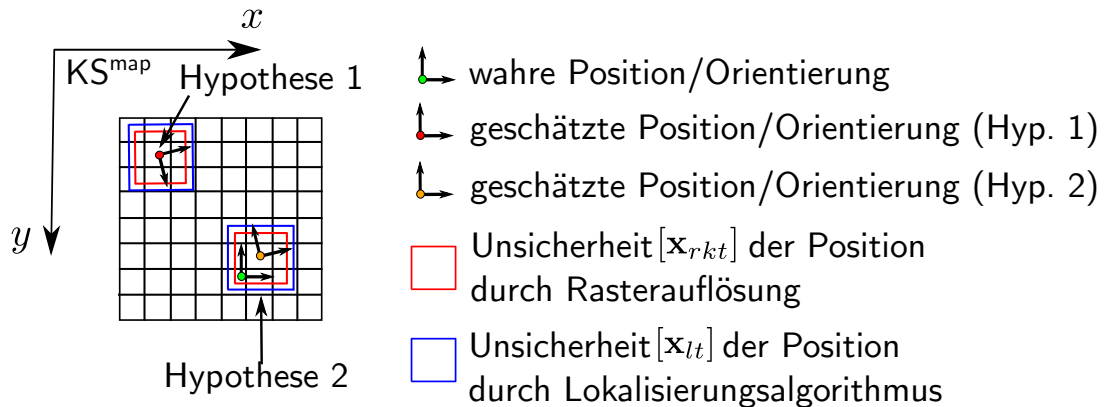 x
KS^map
Hypothese 1
y
Hypothese 2
wahre Position/Orientierung
geschätzte Position/Orientierung (Hyp. 1)
geschätzte Position/Orientierung (Hyp. 2)
Unsicherheit [x_rkt] der Position
durch Rasterauflösung
Unsicherheit [x_lt] der Position
durch Lokalisierungsalgorithmus